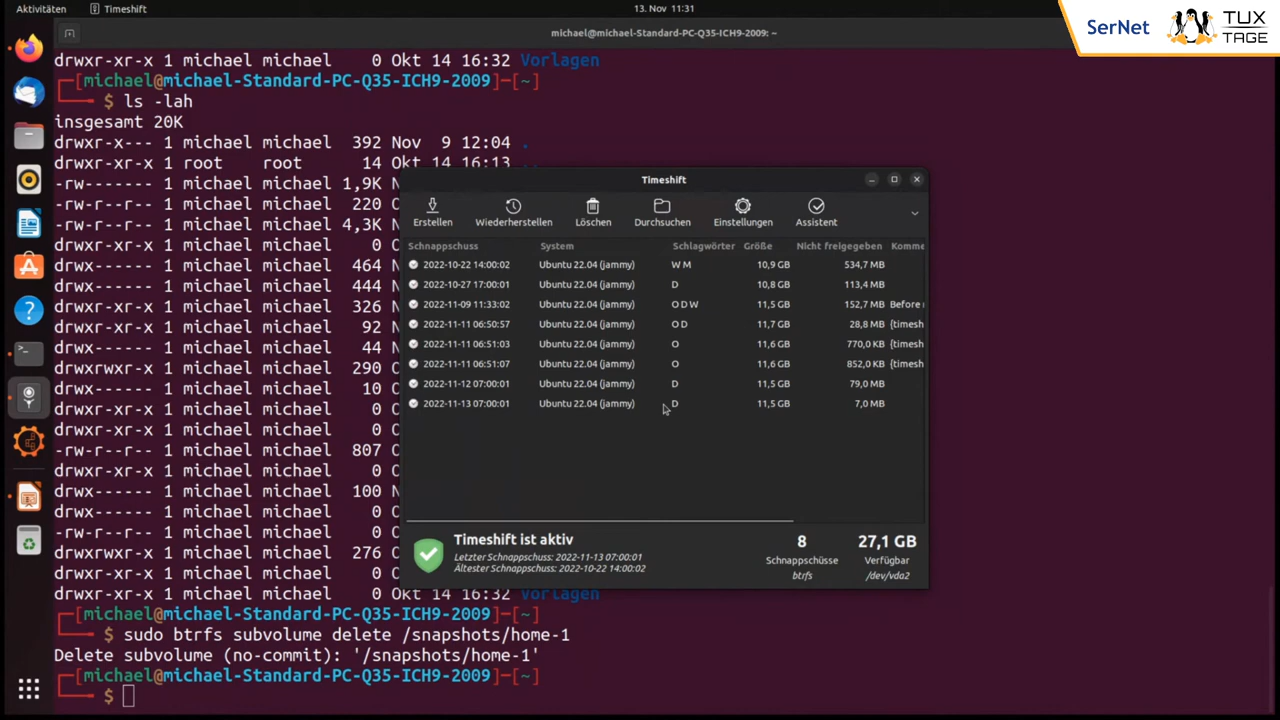 Aktivitäten Timeshift 13. Nov 11:31
SerNet TUX TAGE
michael@michael-Standard-PC-Q35-ICH9-2009: ~
drwxr-xr-x 1 michael michael 0 Okt 14 16:32 Vorlagen
[michael@michael-Standard-PC-Q35-ICH9-2009]─[~]
$ ls -lah
insgesamt 20K
drwxr-x--- 1 michael michael 392 Nov 9 12:04 .
drwxr-xr-x 1 root root 14 Okt 14 16:13 ..
-rw------- 1 michael michael 1,9K N
-rw-r--r-- 1 michael michael 220 C
-rw-r--r-- 1 michael michael 4,3K N
drwxr-xr-x 1 michael michael 0 C
drwx------ 1 michael michael 464 N
drwx------ 1 michael michael 444 N
drwxr-xr-x 1 michael michael 326 N
drwx------ 1 michael michael 92 N
drwx------ 1 michael michael 44 N
drwxrwxr-x 1 michael michael 290 C
drwx------ 1 michael michael 10 N
drwxr-xr-x 1 michael michael 0 C
drwxr-xr-x 1 michael michael 0 C
-rw-r--r-- 1 michael michael 807 C
drwxr-xr-x 1 michael michael 0 C
drwx------ 1 michael michael 100 N
drwx------ 1 michael michael 0 C
-rw-r--r-- 1 michael michael 0 C
drwxrwxr-x 1 michael michael 276 C
drwxr-xr-x 1 michael michael 0 C
drwxr-xr-x 1 michael michael 0 Okt 14 16:32 Vorlagen
[michael@michael-Standard-PC-Q35-ICH9-2009]─[~]
$ sudo btrfs subvolume delete /snapshots/home-1
Delete subvolume (no-commit): '/snapshots/home-1'
[michael@michael-Standard-PC-Q35-ICH9-2009]─[~]
$
Timeshift
Erstellen Wiederherstellen Löschen Durchsuchen Einstellungen Assistent
Schnappschuss System Schlagwörter Größe Nicht freigegeben Komme
2022-10-22 14:00:02 Ubuntu 22.04 (jammy) W M 10,9 GB 534,7 MB
2022-10-27 17:00:01 Ubuntu 22.04 (jammy) D 10,8 GB 113,4 MB
2022-11-09 11:33:02 Ubuntu 22.04 (jammy) O D W 11,5 GB 152,7 MB Before
2022-11-11 06:50:57 Ubuntu 22.04 (jammy) O D 11,7 GB 28,8 MB {timesh
2022-11-11 06:51:03 Ubuntu 22.04 (jammy) O 11,6 GB 770,0 KB {timesh
2022-11-11 06:51:07 Ubuntu 22.04 (jammy) O 11,6 GB 852,0 KB {timesh
2022-11-12 07:00:01 Ubuntu 22.04 (jammy) D 11,5 GB 79,0 MB
2022-11-13 07:00:01 Ubuntu 22.04 (jammy) D 11,5 GB 7,0 MB
Timeshift ist aktiv
Letzter Schnappschuss: 2022-11-13 07:00:01
Ältester Schnappschuss: 2022-10-22 14:00:02
8
Schnappschüsse
btrfs
27,1 GB
Verfügbar
/dev/vda2